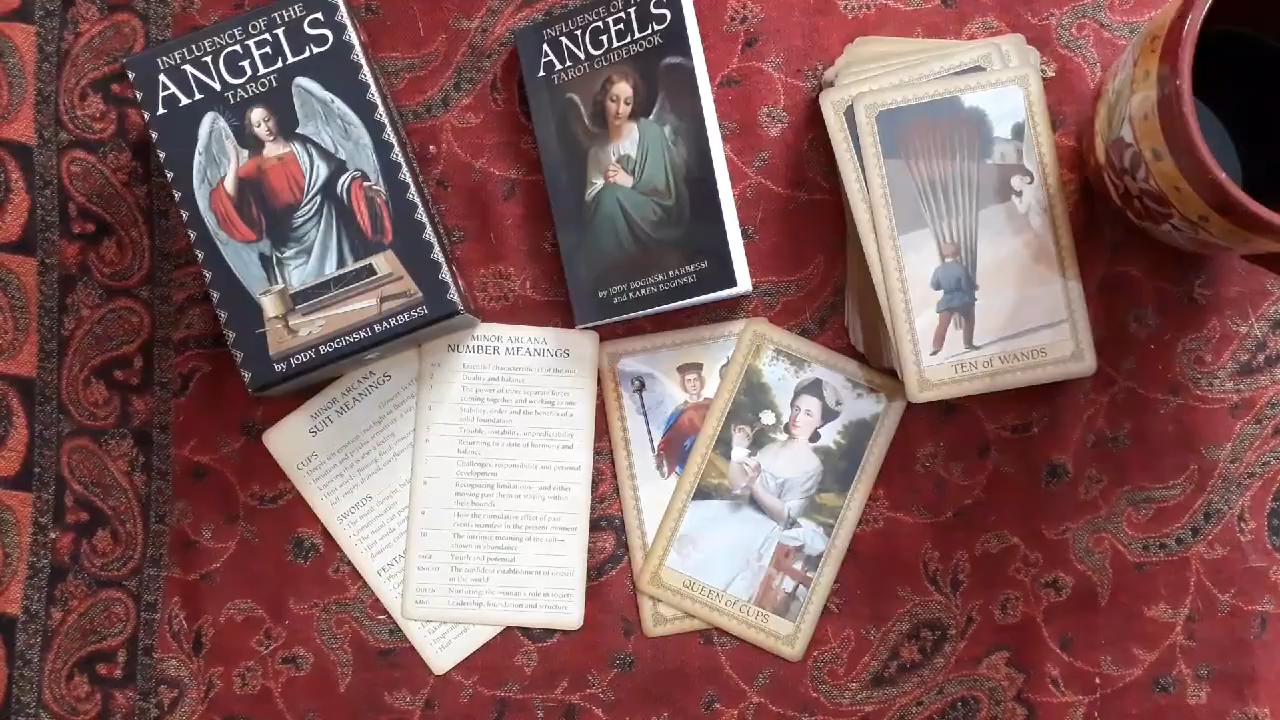 INFLUENCE OF THE
ANGELS
TAROT
by JODY BOGINSKI BARBESSI
INFLUENCE OF
ANGELS
TAROT GUIDEBOOK
by JODY BOGINSKI BARBESSI
and KAREN BOGINSKI
TEN of WANDS
MINOR ARCANA
SUIT MEANINGS
CUPS
SWORDS
MINOR ARCANA
NUMBER MEANINGS
Essential characteristics of the suit
Duality and balance
The power of three separate forces
coming together and working as one
Stability, order and the benefits of a
solid foundation
Trouble, instability, unpredictability
Returning to a state of harmony and
balance
Challenges, responsibility and personal
development
Recognizing limitations—and either
moving past them or staying within
their bounds
How the cumulative effect of past
events manifest in the present moment
10 The intrinsic meaning of the suit—
shown in abundance
PAGE Youth and potential
KNIGHT The confident establishment of oneself
in the world
QUEEN Nurturing; the woman's role in society
KING Leadership, foundation and structure
QUEEN of CUPS